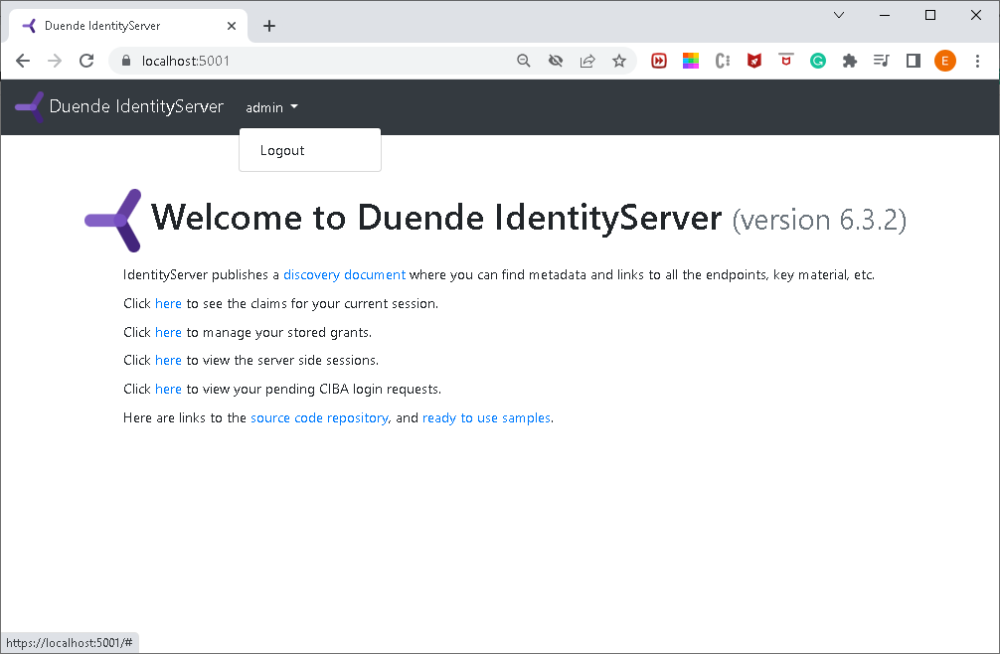 Duende IdentityServer
localhost:5001
E
Duende IdentityServer admin
Logout
Welcome to Duende IdentityServer (version 6.3.2)
IdentityServer publishes a discovery document where you can find metadata and links to all the endpoints, key material, etc.
Click here to see the claims for your current session.
Click here to manage your stored grants.
Click here to view the server side sessions.
Click here to view your pending CIBA login requests.
Here are links to the source code repository, and ready to use samples.
https://localhost:5001/#